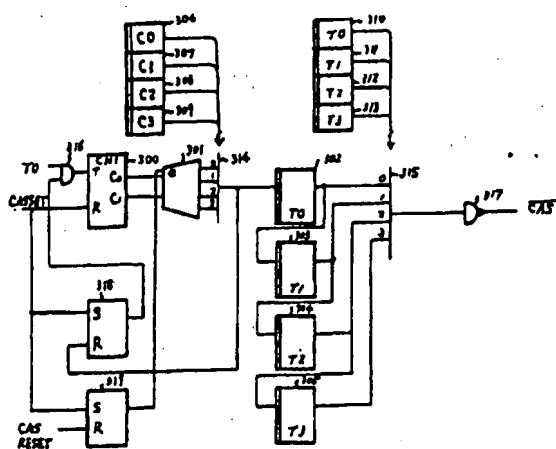 306
C0
307
C1
308
C2
309
C3
310
T0
311
T1
312
T2
313
T3
316
T0
CNT
300
T
C0
C1
R
CASSET
301
0
1
2
3
314
302
T0
303
T1
304
T2
305
T3
315
0
1
2
3
317
CAS
318
S
R
S
R
CAS
RESET